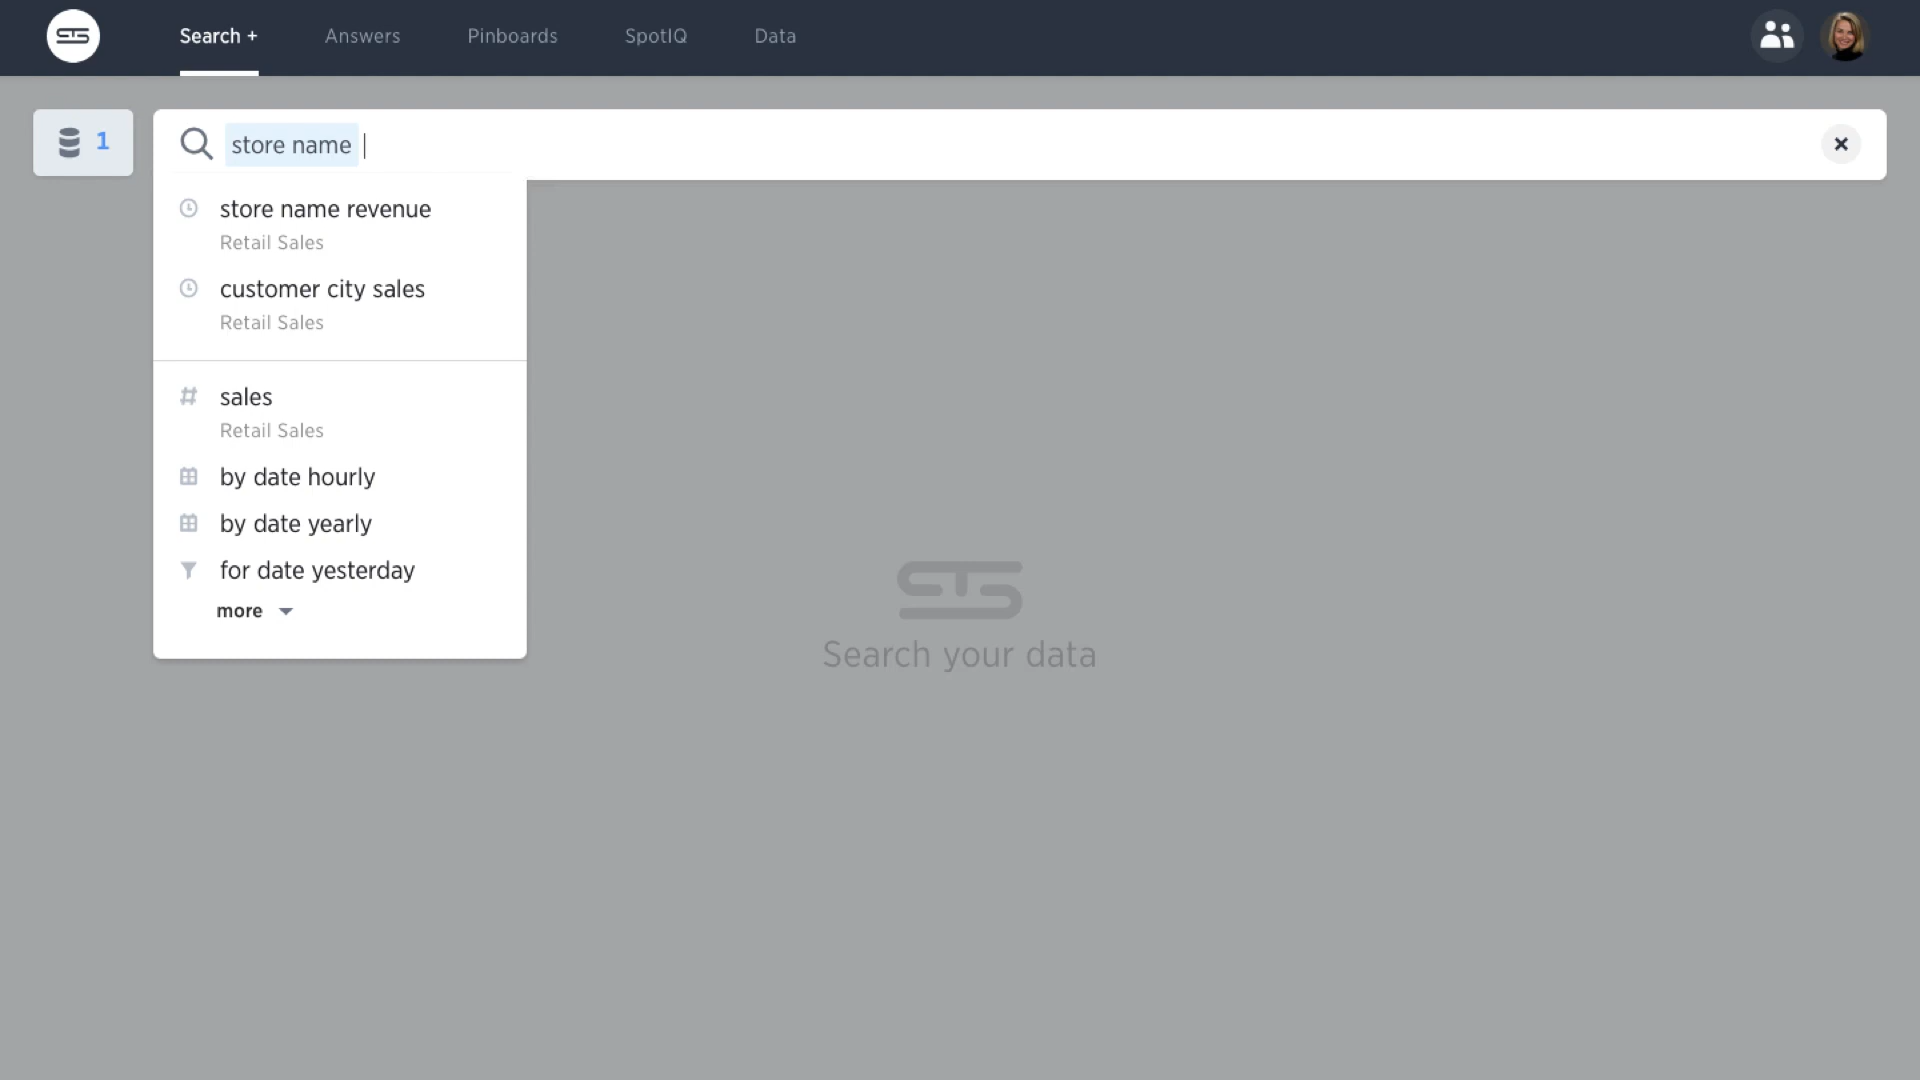 Search +
Answers
Pinboards
SpotIQ
Data
1
store name
store name revenue
Retail Sales
customer city sales
Retail Sales
sales
Retail Sales
by date hourly
by date yearly
for date yesterday
more
Search your data